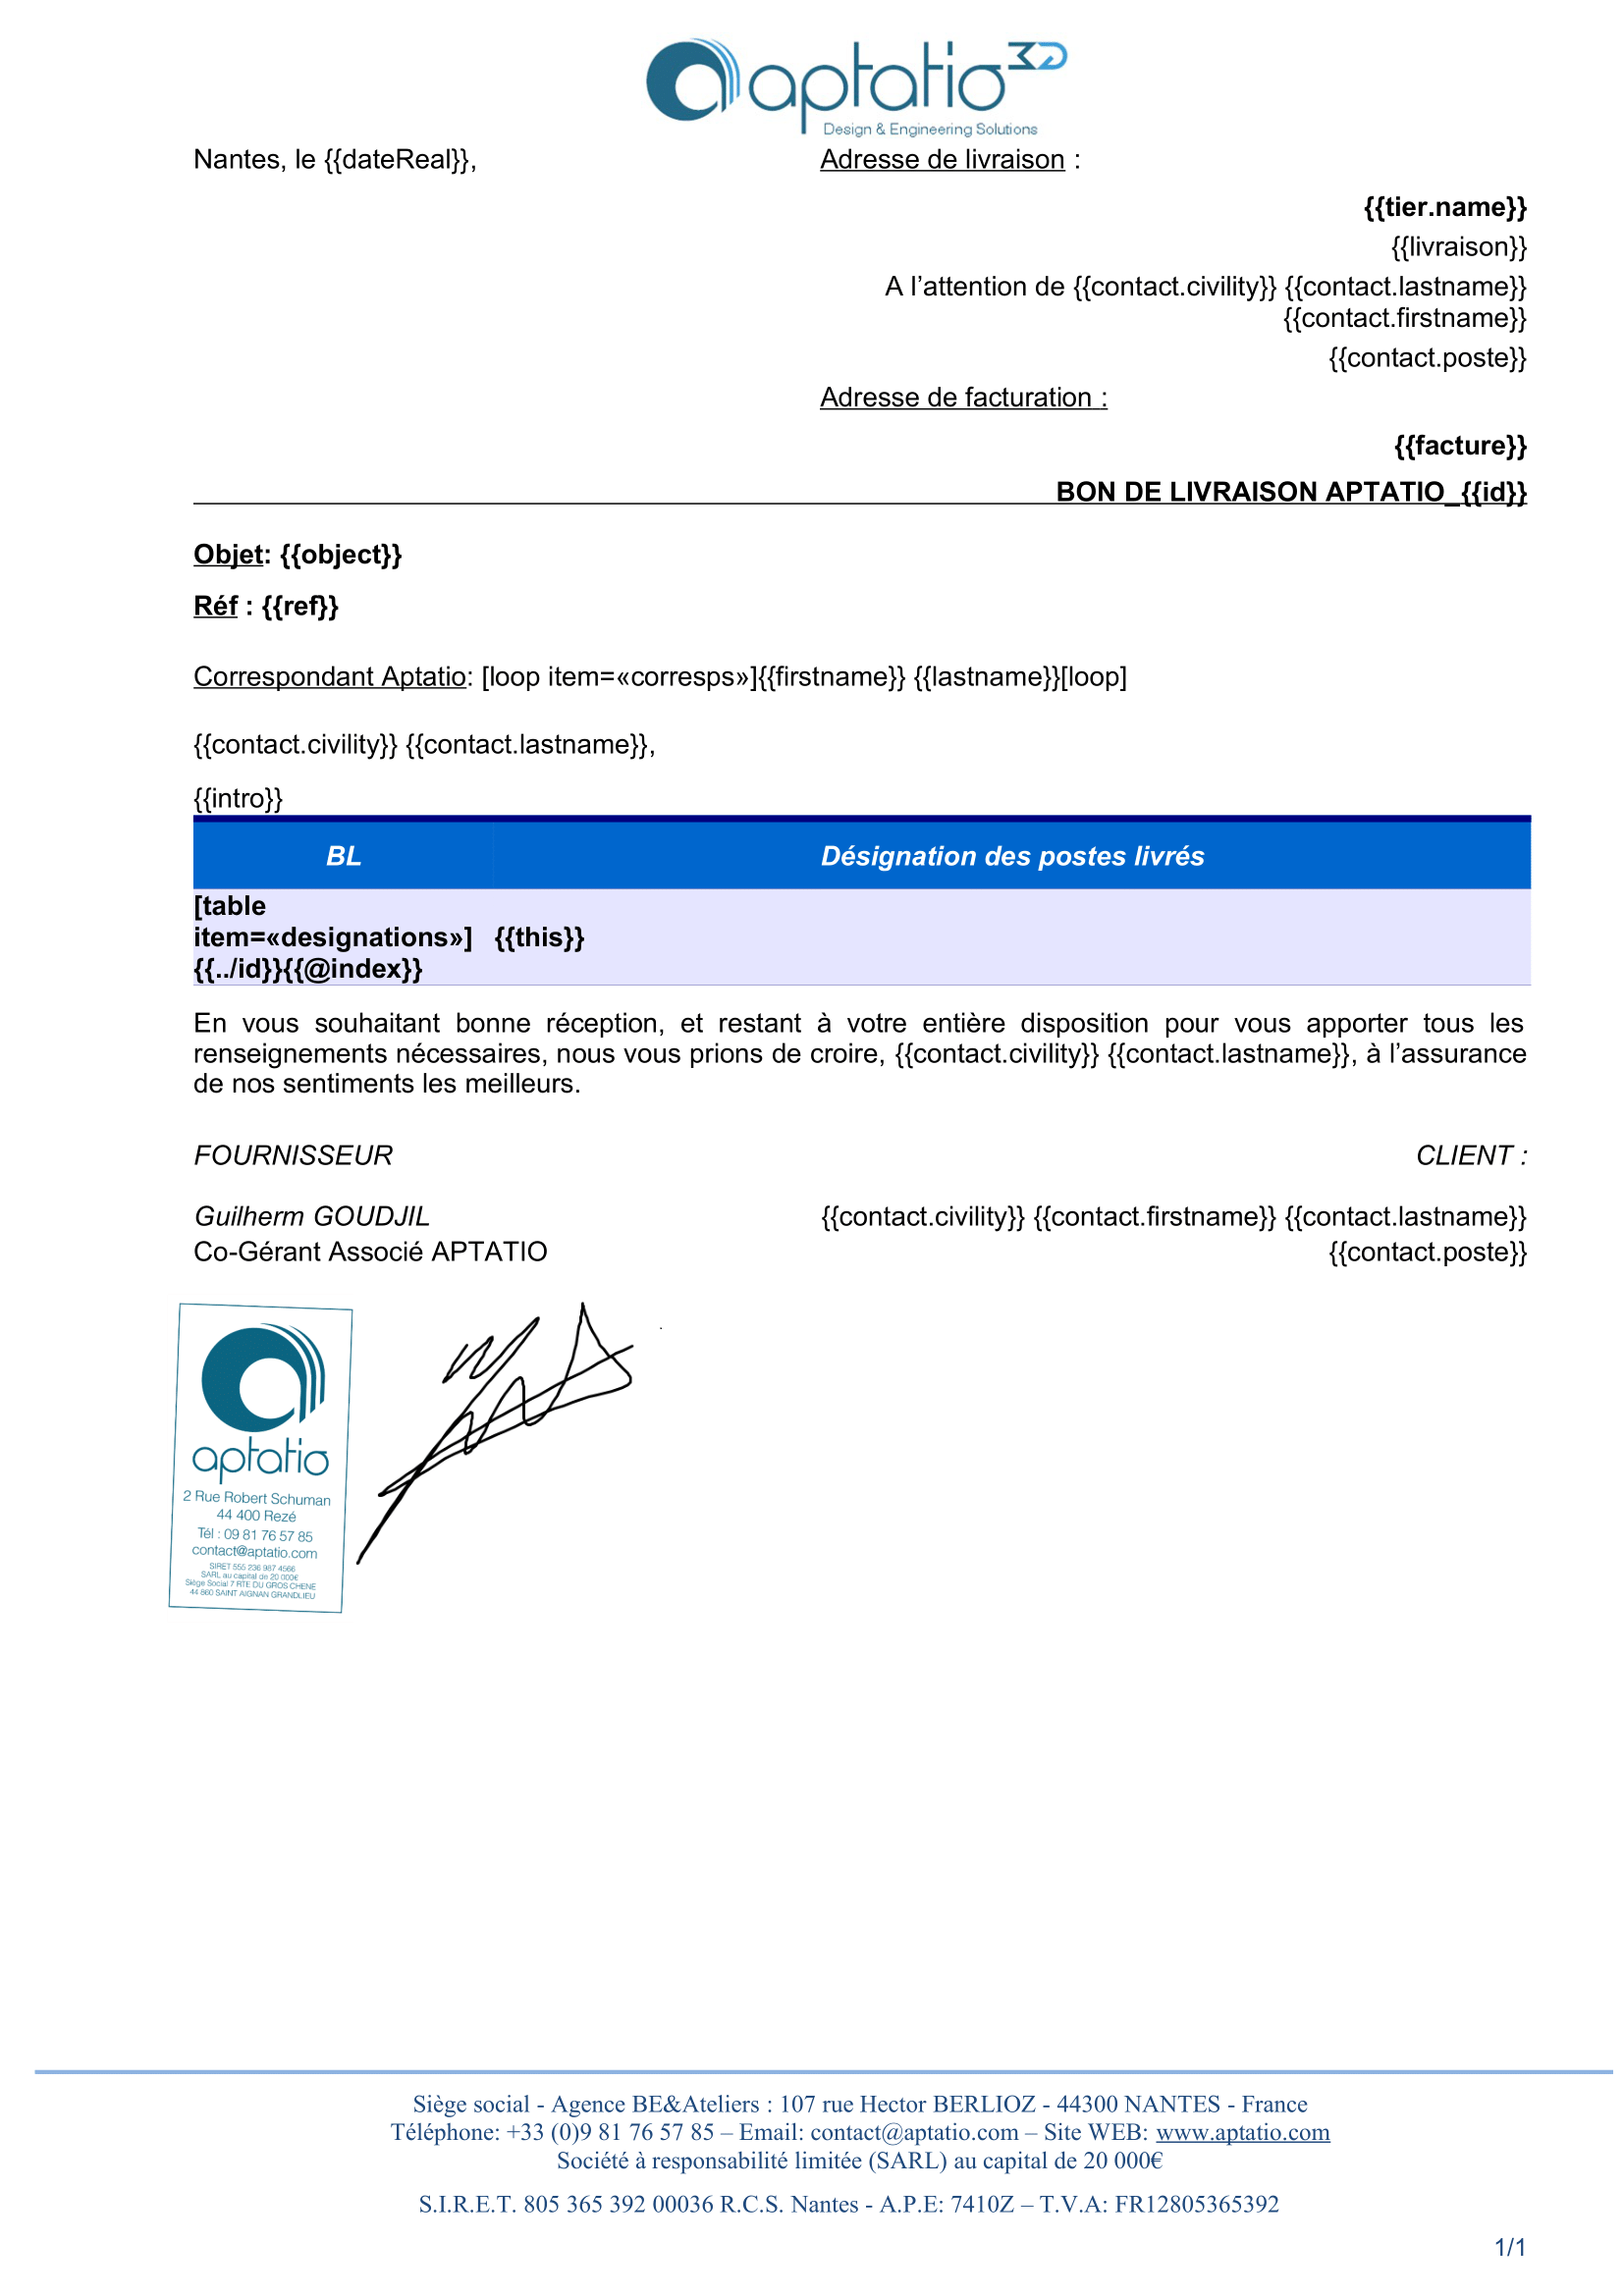 aptatio 3D
Design & Engineering Solutions
Nantes, le {{dateReal}},
Adresse de livraison :
{{tier.name}}
{{livraison}}
A l’attention de {{contact.civility}} {{contact.lastname}}
{{contact.firstname}}
{{contact.poste}}
Adresse de facturation :
{{facture}}
BON DE LIVRAISON APTATIO_{{id}}
Objet: {{object}}
Réf : {{ref}}
Correspondant Aptatio: [loop item=«corresps»]{{firstname}} {{lastname}}[loop]
{{contact.civility}} {{contact.lastname}},
{{intro}}
BL Désignation des postes livrés
[table
item=«designations»] {{this}}
{{../id}}{{@index}}
En vous souhaitant bonne réception, et restant à votre entière disposition pour vous apporter tous les
renseignements nécessaires, nous vous prions de croire, {{contact.civility}} {{contact.lastname}}, à l’assurance
de nos sentiments les meilleurs.
FOURNISSEUR
CLIENT :
Guilherm GOUDJIL
{{contact.civility}} {{contact.firstname}} {{contact.lastname}}
Co-Gérant Associé APTATIO
{{contact.poste}}
aptatio
2 Rue Robert Schuman
44 400 Rezé
Tél : 09 81 76 57 85
contact@aptatio.com
SIRET 555 236 987 4566
SARL au capital de 20 000€
Siège Social 7 RTE DU GROS CHENE
44 860 SAINT AIGNAN GRANDLIEU
Siège social - Agence BE&Ateliers : 107 rue Hector BERLIOZ - 44300 NANTES - France
Téléphone: +33 (0)9 81 76 57 85 – Email: contact@aptatio.com – Site WEB: www.aptatio.com
Société à responsabilité limitée (SARL) au capital de 20 000€
S.I.R.E.T. 805 365 392 00036 R.C.S. Nantes - A.P.E: 7410Z – T.V.A: FR12805365392
1/1